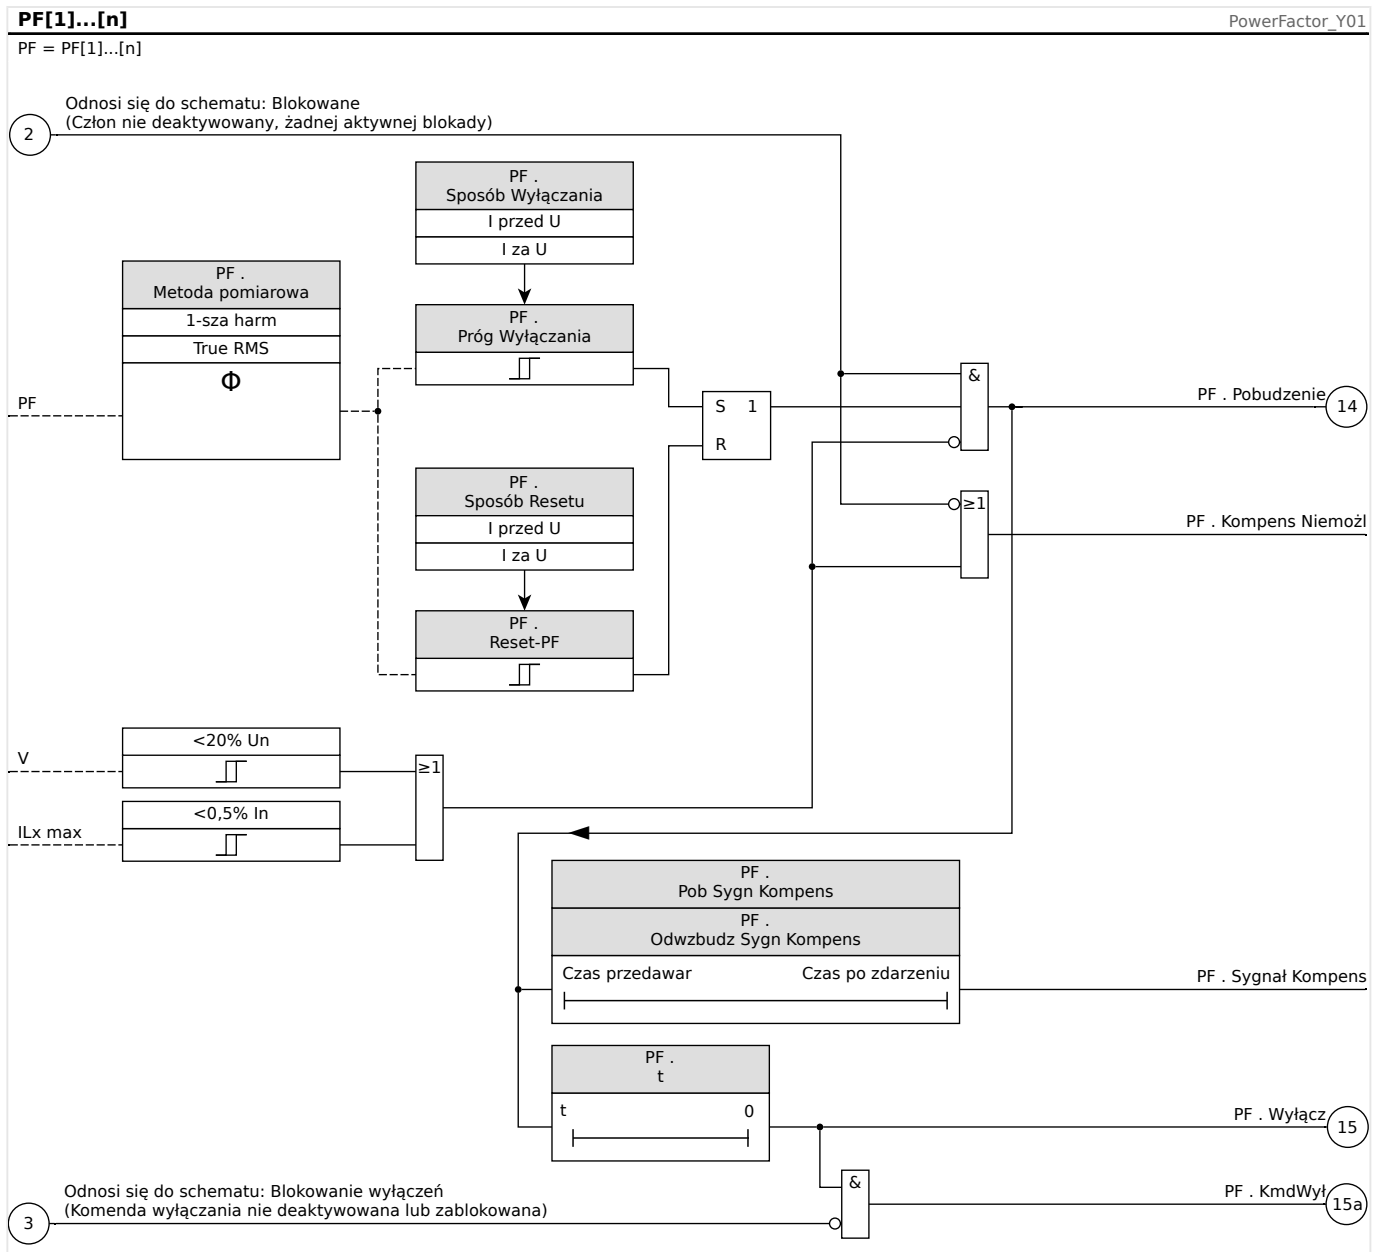 PF[1]...[n]
PowerFactor_Y01
PF = PF[1]...[n]
Odnosi się do schematu: Blokowane
(Człon nie deaktywowany, żadnej aktywnej blokady)
2
PF .
Sposób Wyłączania
I przed U
I za U
PF .
Metoda pomiarowa
1-sza harm
True RMS
Φ
PF
PF .
Próg Wyłączania
S 1
R
&
PF . Pobudzenie
14
PF .
Sposób Resetu
I przed U
I za U
≥1
PF . Kompens Niemożl
PF .
Reset-PF
<20% Un
V
≥1
<0,5% In
ILx max
PF .
Pob Sygn Kompens
PF .
Odwzbudz Sygn Kompens
Czas przedawar Czas po zdarzeniu
PF . Sygnał Kompens
PF .
t
t 0
PF . Wyłącz
15
&
PF . KmdWył
15a
Odnosi się do schematu: Blokowanie wyłączeń
(Komenda wyłączania nie deaktywowana lub zablokowana)
3